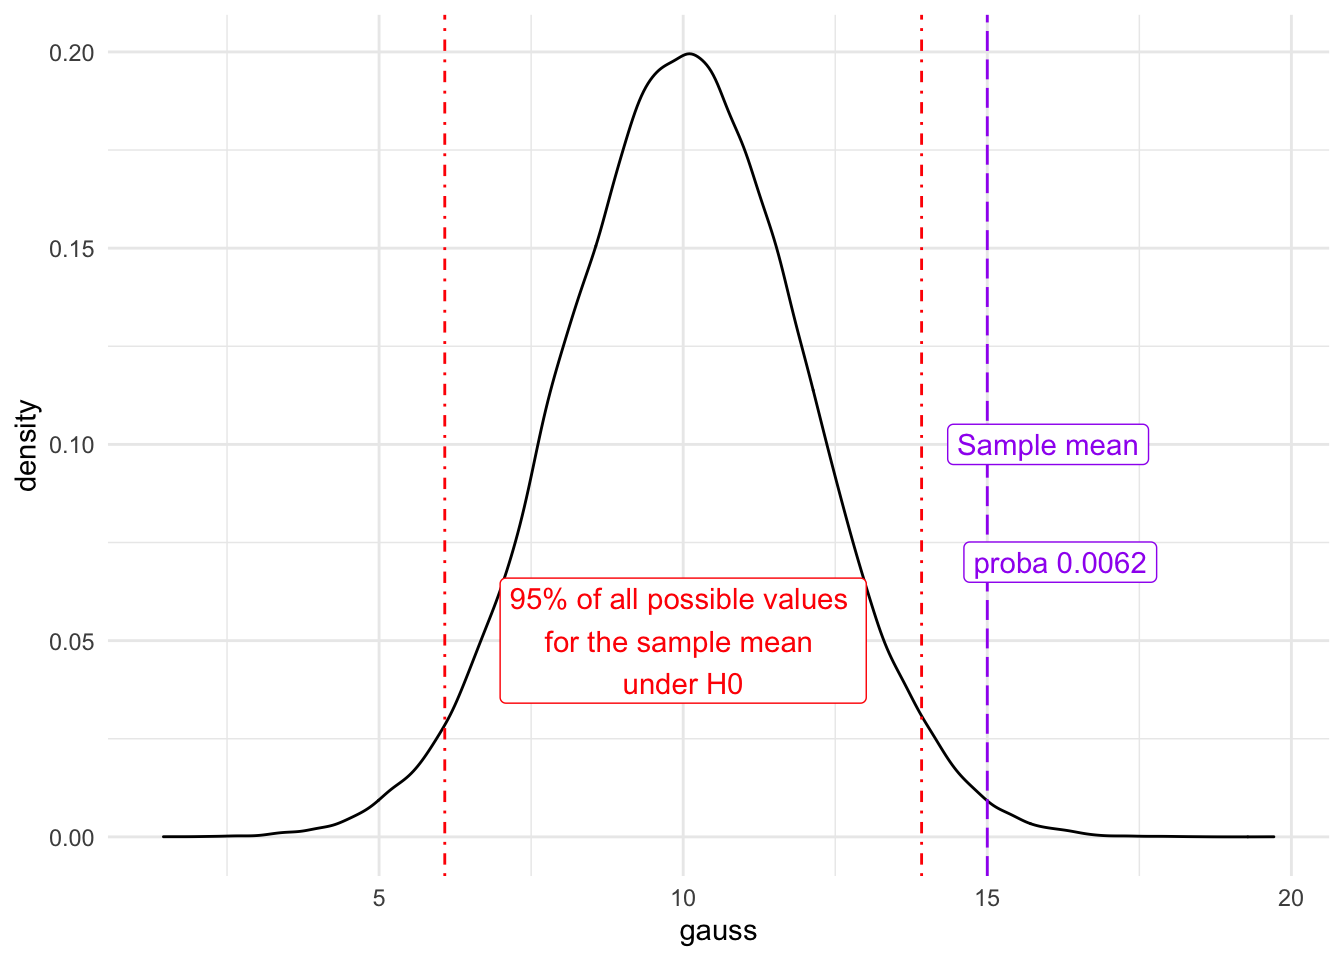 0.20
0.15
0.10
0.05
0.00
density
Sample mean
proba 0.0062
95% of all possible values
for the sample mean
under H0
5
10
15
20
gauss